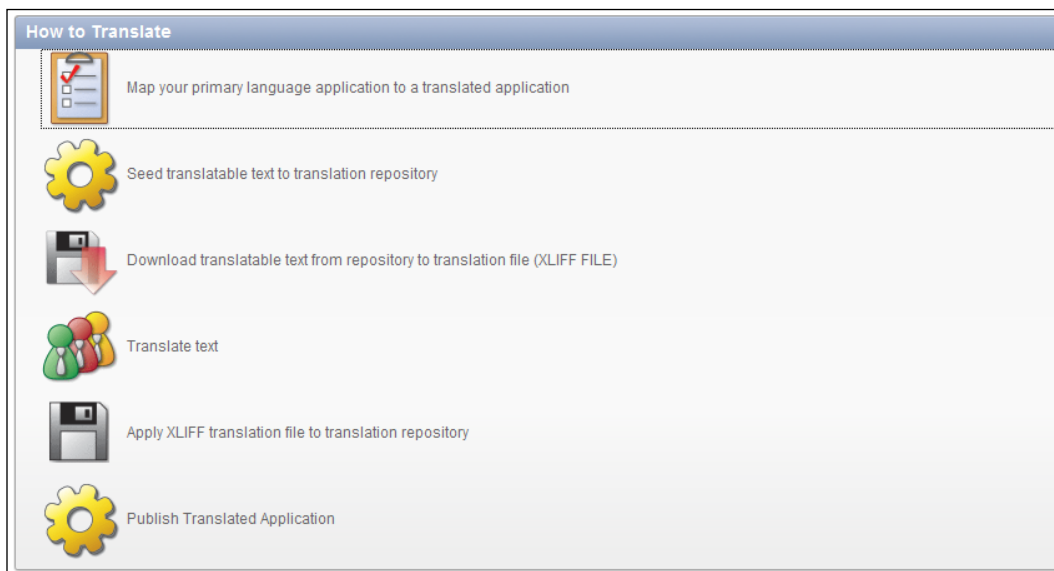 How to Translate
Map your primary language application to a translated application
Seed translatable text to translation repository
Download translatable text from repository to translation file (XLIFF FILE)
Translate text
Apply XLIFF translation file to translation repository
Publish Translated Application